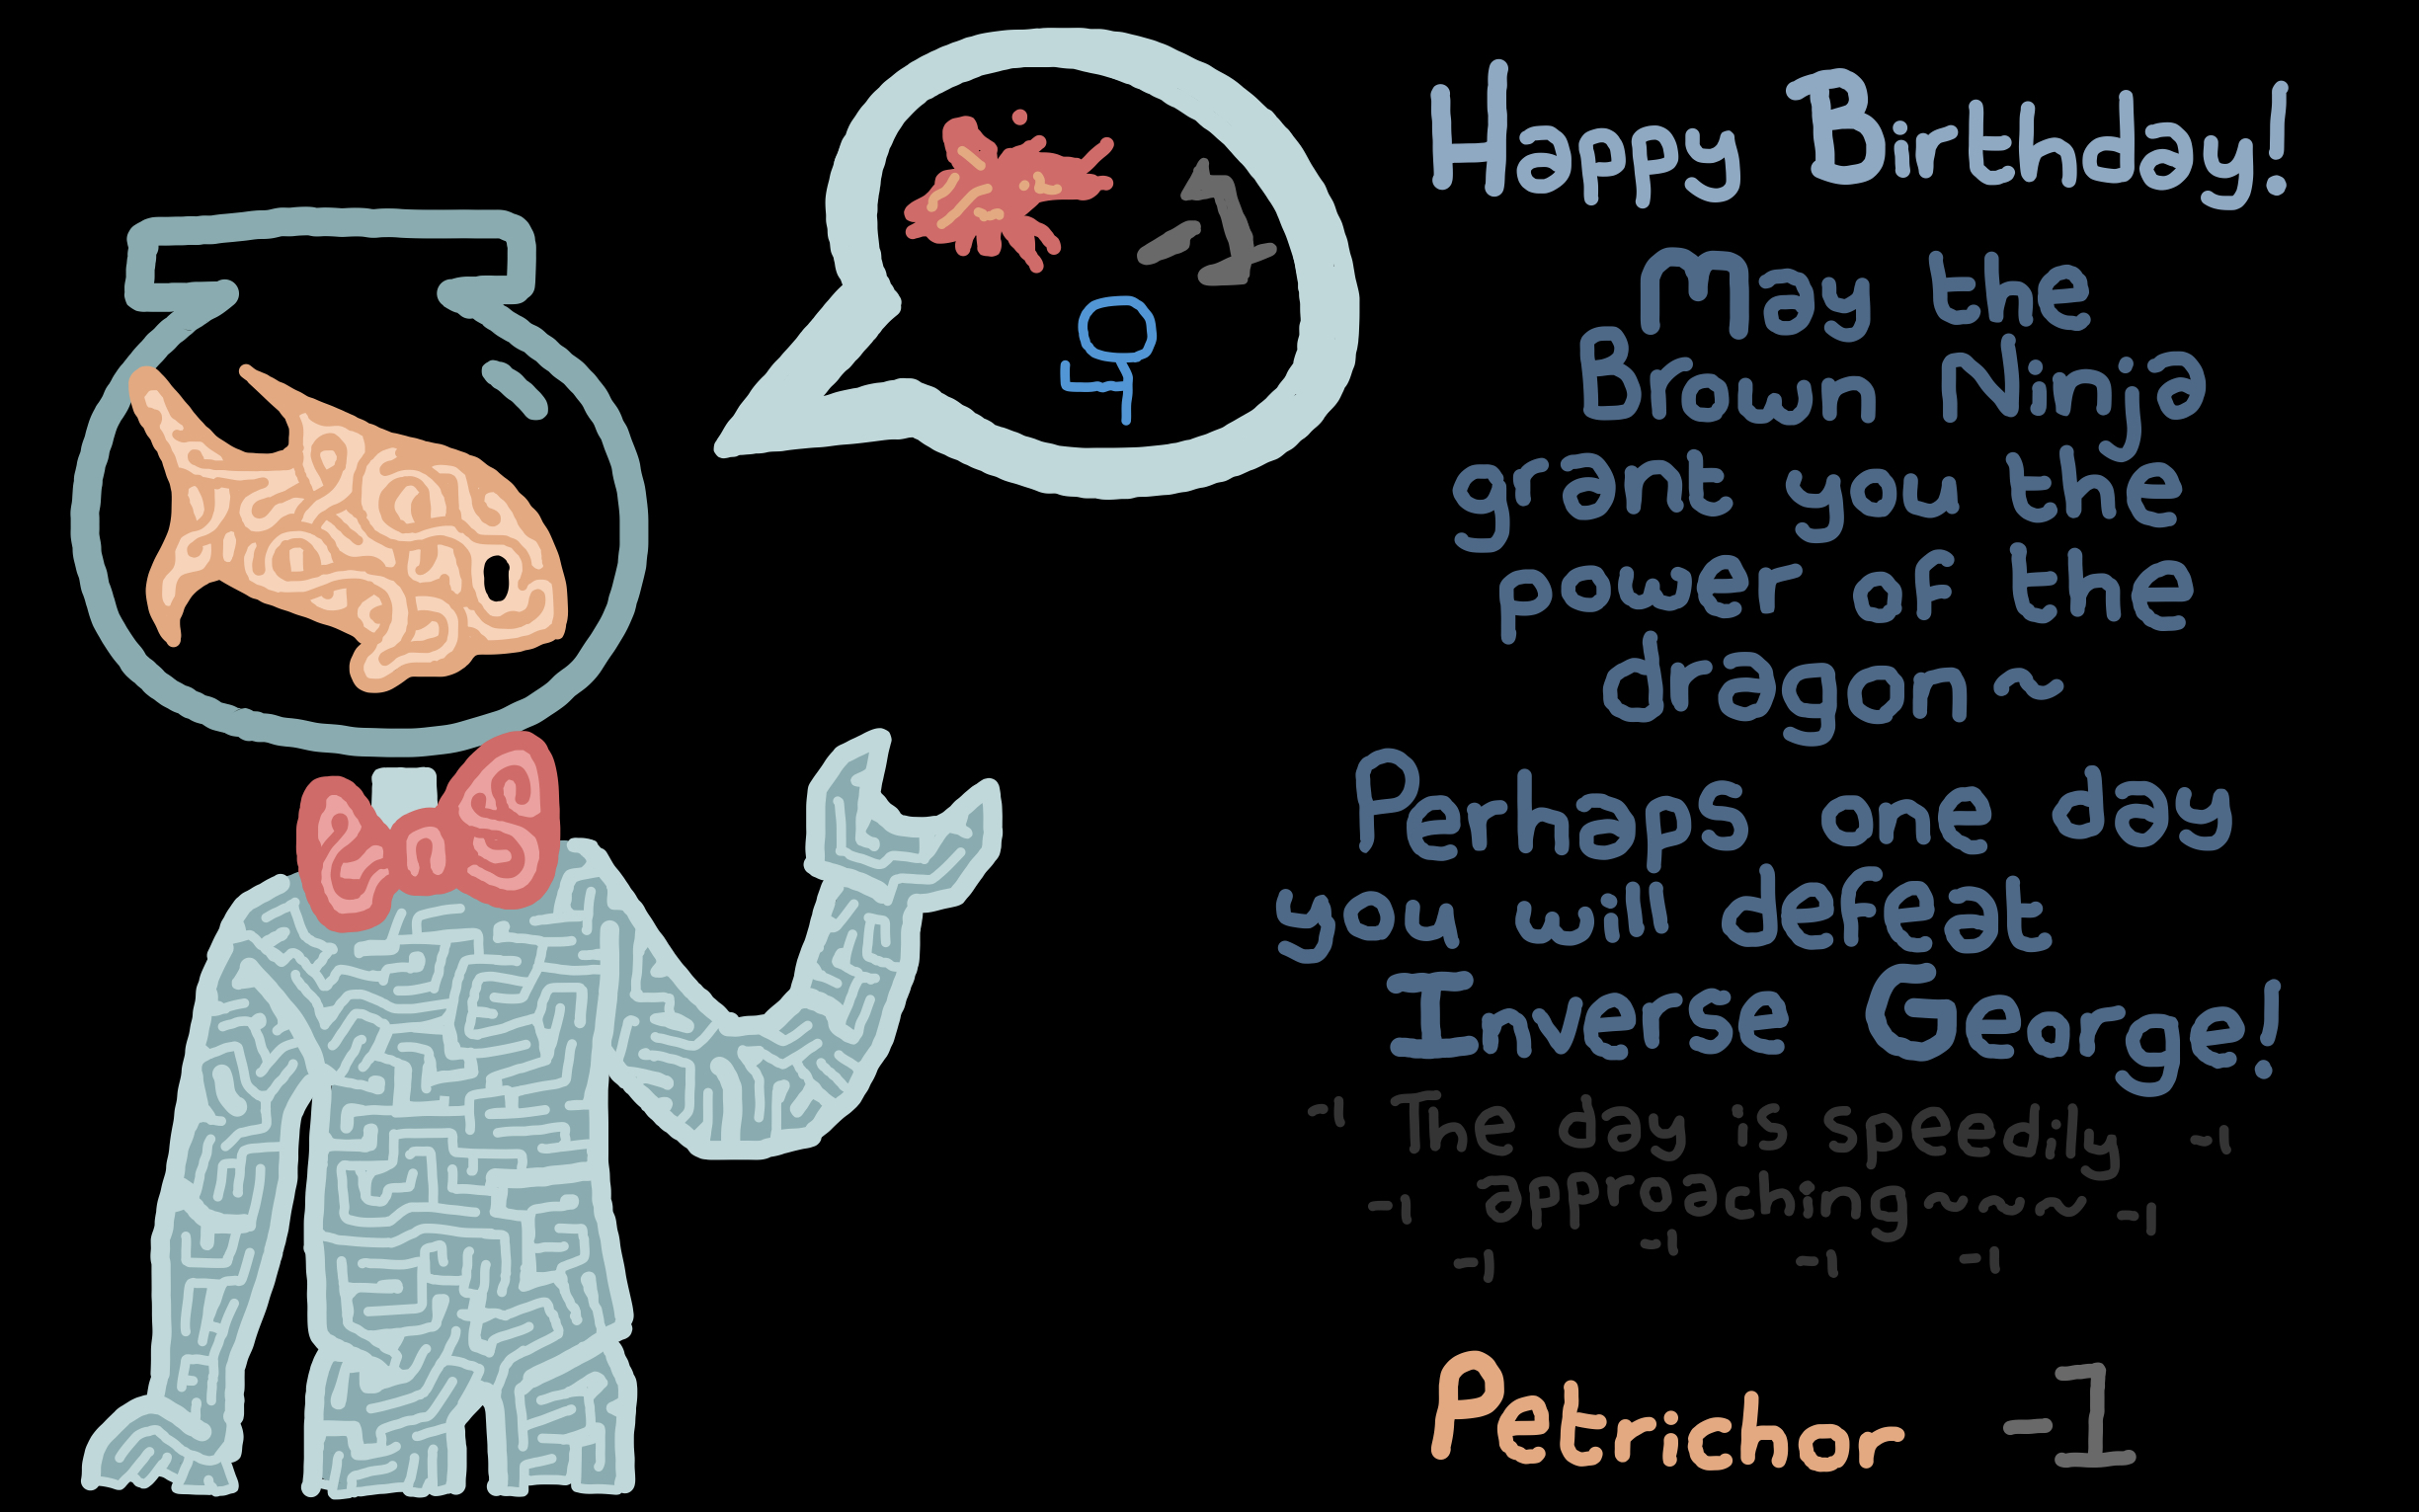 Happy Birthday!
May the
Brown Ninja
grant you the
power of the
dragon ~
Perhaps one day
you will defeat
Inverse George!
-1 The day is speedily -1
-1 approaching~~~ -1
-1 -1 -1 -1
Petrichor -1